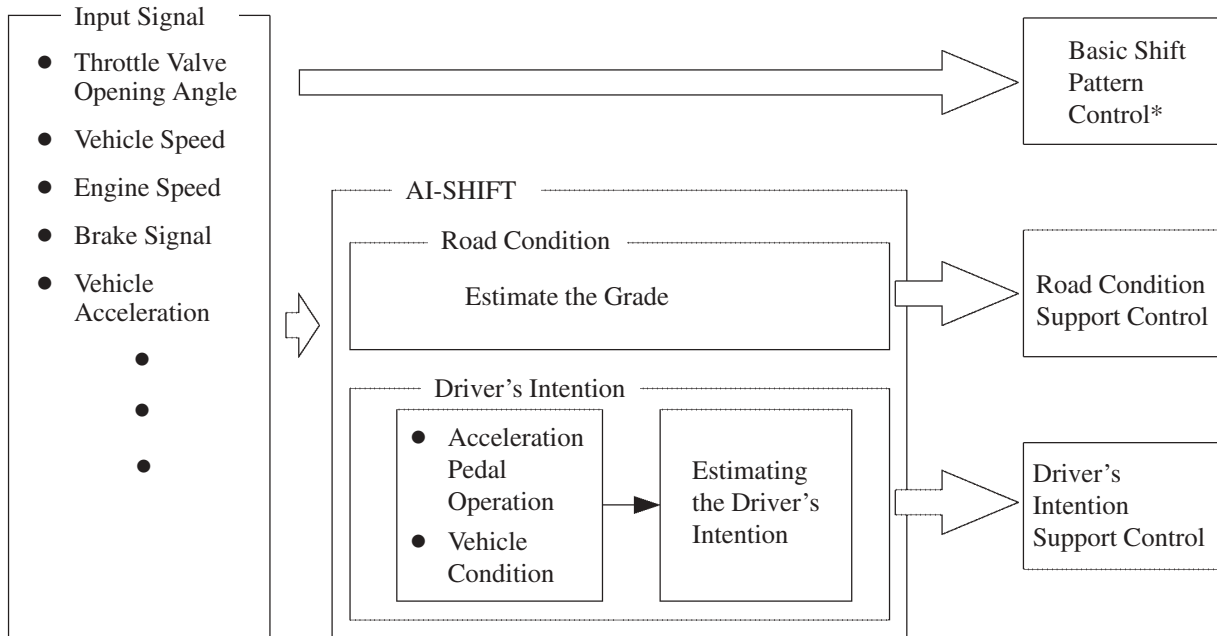 Input Signal
● Throttle Valve
Opening Angle
● Vehicle Speed
● Engine Speed
● Brake Signal
● Vehicle
Acceleration
●
●
●
Basic Shift
Pattern
Control*
AI-SHIFT
Road Condition
Estimate the Grade
Road Condition
Support Control
Driver's Intention
● Acceleration
Pedal
Operation
● Vehicle
Condition
Estimating
the Driver's
Intention
Driver's
Intention
Support Control